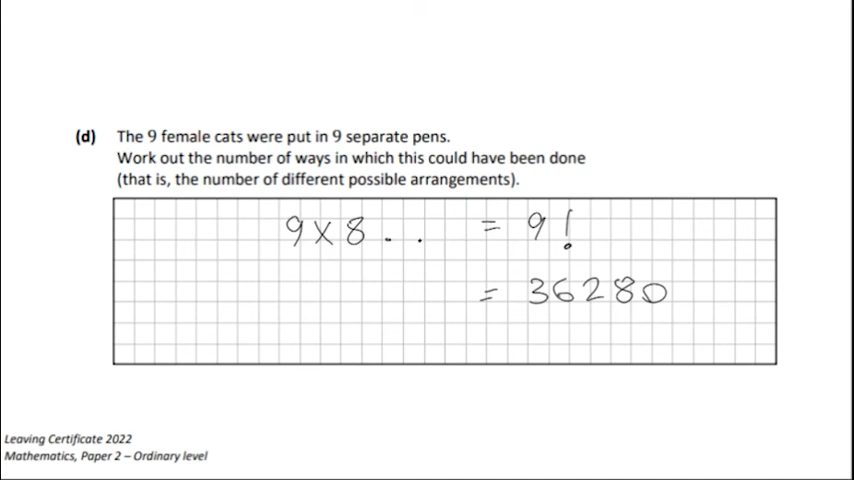 (d) The 9 female cats were put in 9 separate pens.
Work out the number of ways in which this could have been done
(that is, the number of different possible arrangements).
9 x 8 . . = 9!
= 36280
Leaving Certificate 2022
Mathematics, Paper 2 – Ordinary level